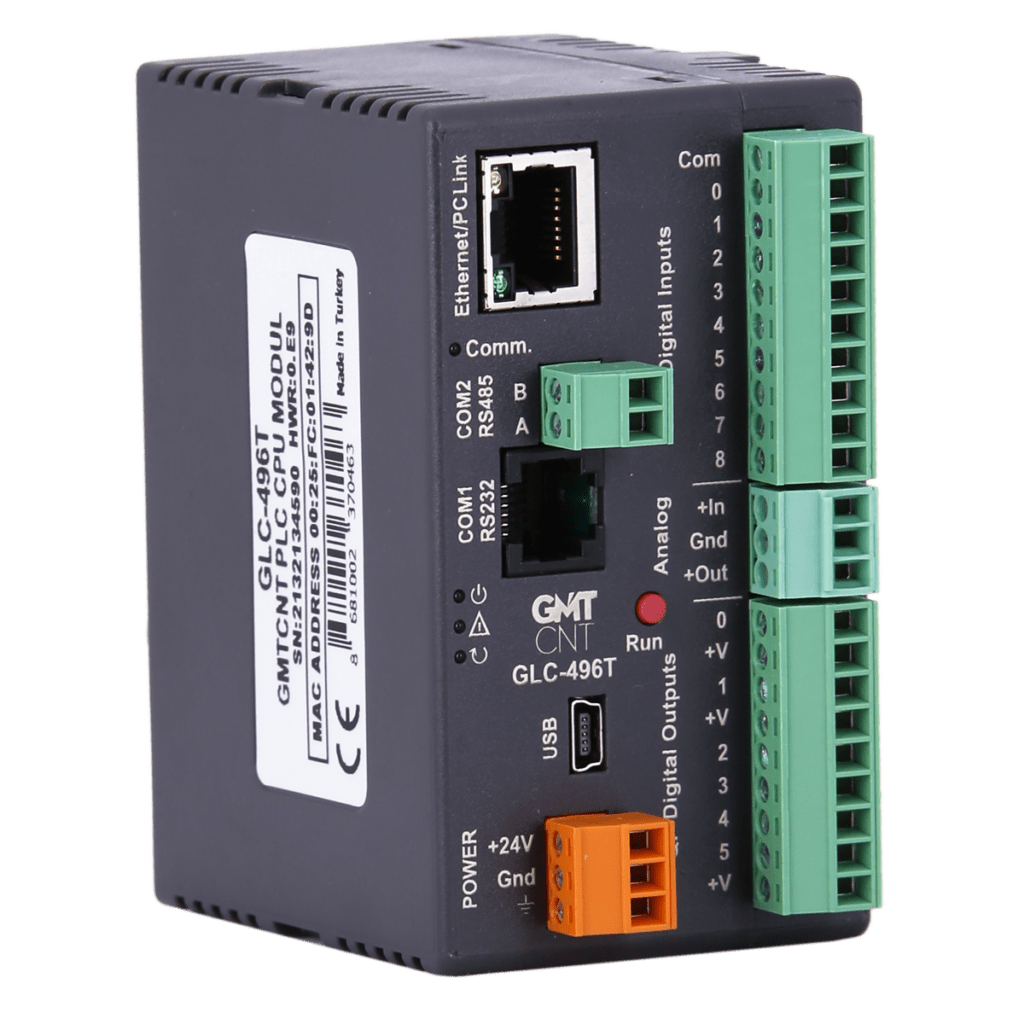 GLC-496T
GMTCNT PLC CPU MODUL
SN:2132134590 HWR:0.E9
MAC ADDRESS 00:25:FC:01:42:9D
8 681002 370463
Made in Turkey
CE
Ethernet/PC Link
Comm.
COM2
RS485
B
A
COM1
RS232
GMT
CNT
GLC-496T
Run
USB
POWER
+24V
Gnd
Digital Inputs
Com
0
1
2
3
4
5
6
7
8
Analog
+In
Gnd
+Out
Digital Outputs
0
+V
1
+V
2
3
4
5
+V